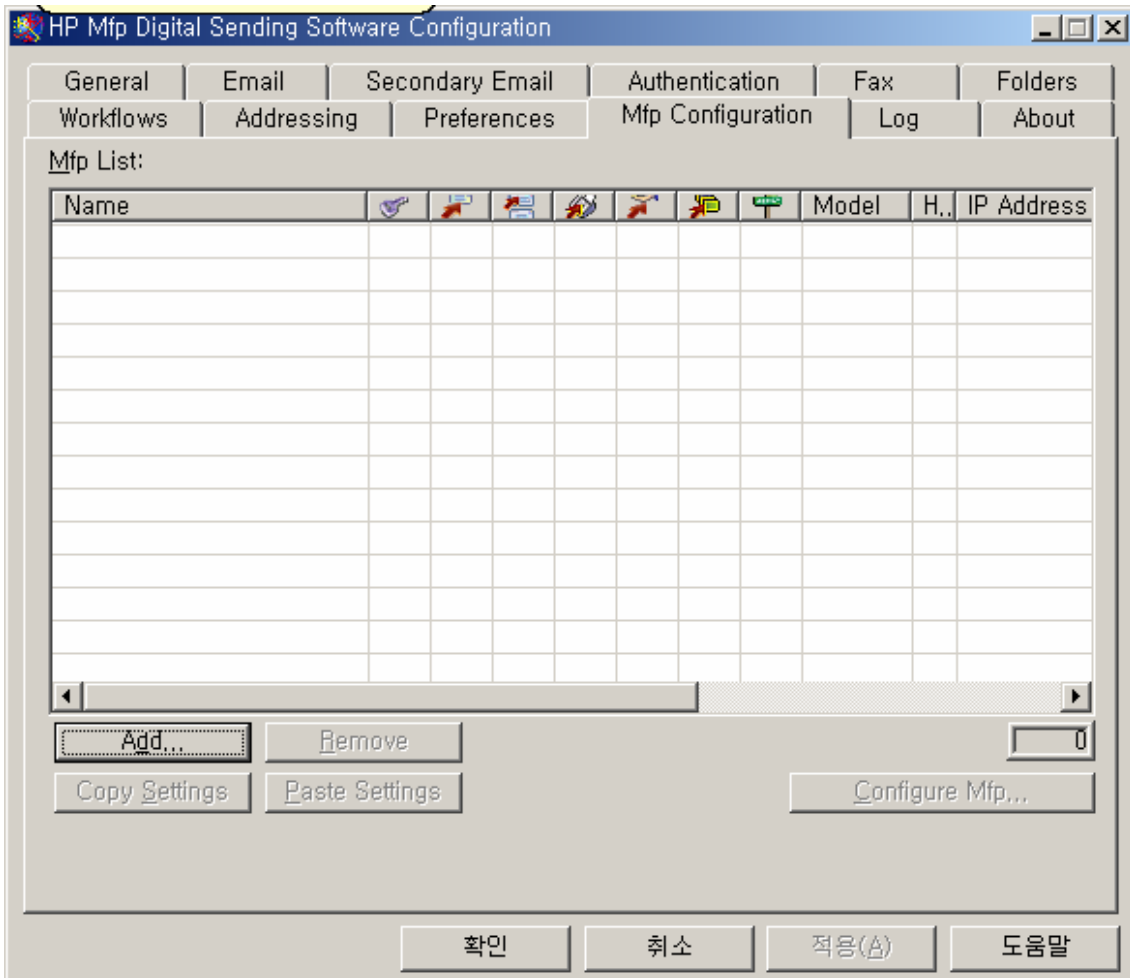 HP Mfp Digital Sending Software Configuration
General Email Secondary Email Authentication Fax Folders
Workflows Addressing Preferences Mfp Configuration Log About
Mfp List:
Name Model H.. IP Address
Add... Remove 0
Copy Settings Paste Settings Configure Mfp...
확인 취소 적용(A) 도움말